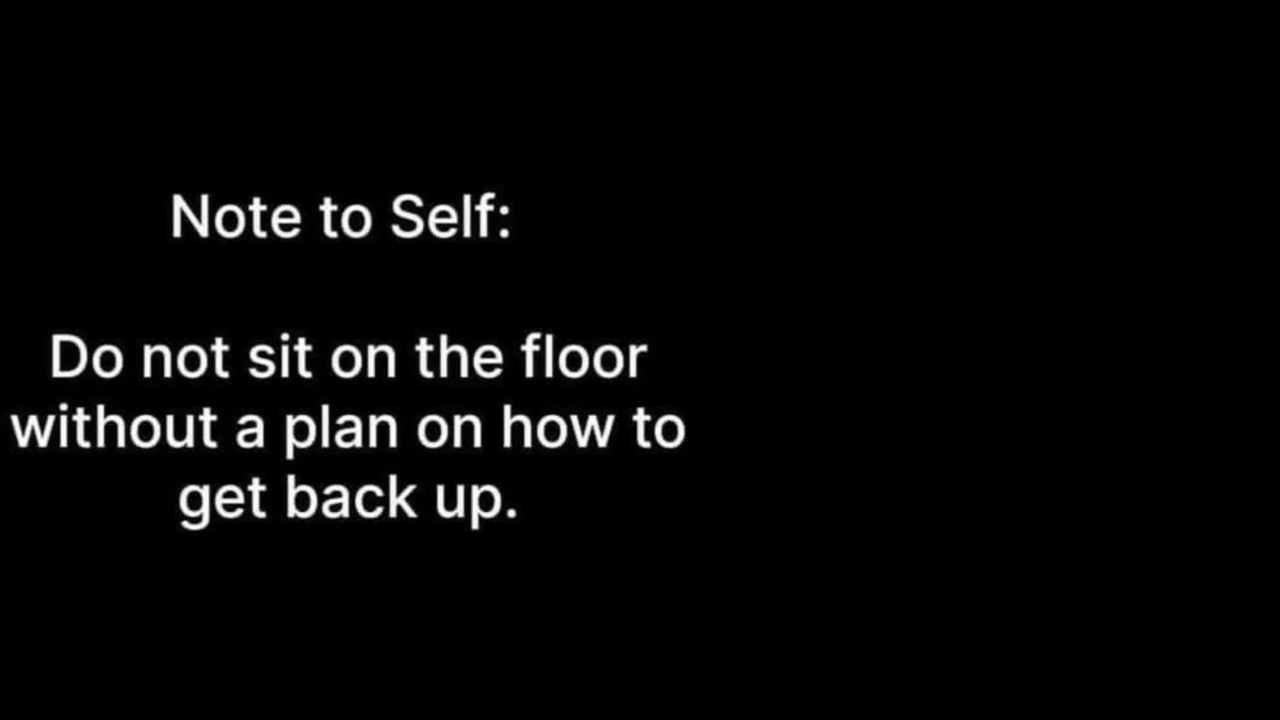 Note to Self:
Do not sit on the floor
without a plan on how to
get back up.